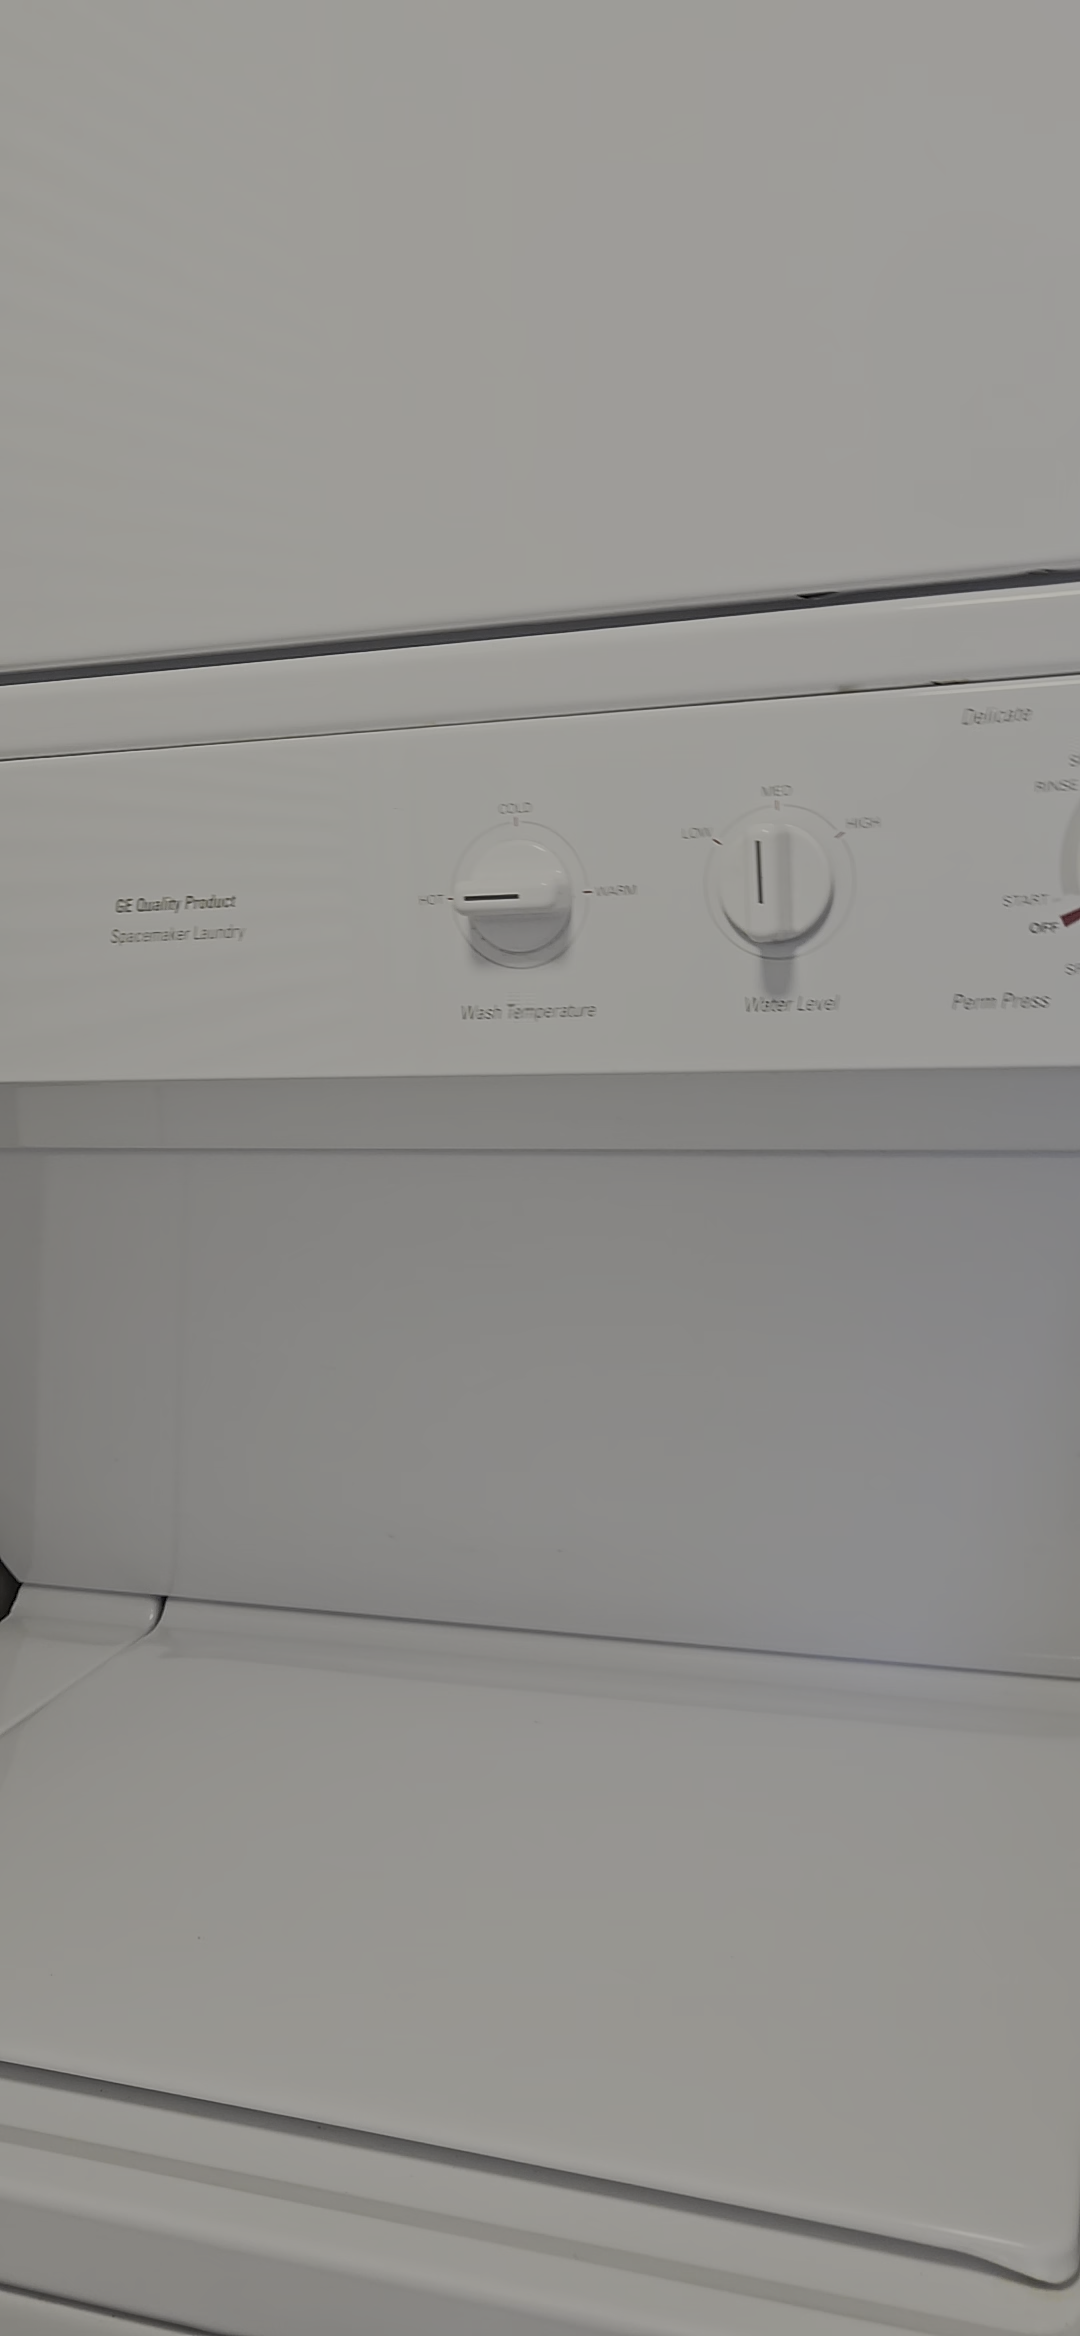 GE Quality Product
Spacemaker Laundry
COLD
HOT
WARM
Wash Temperature
MED
LOW
HIGH
Water Level
Delicate
RINSE
START
OFF
Perm Press